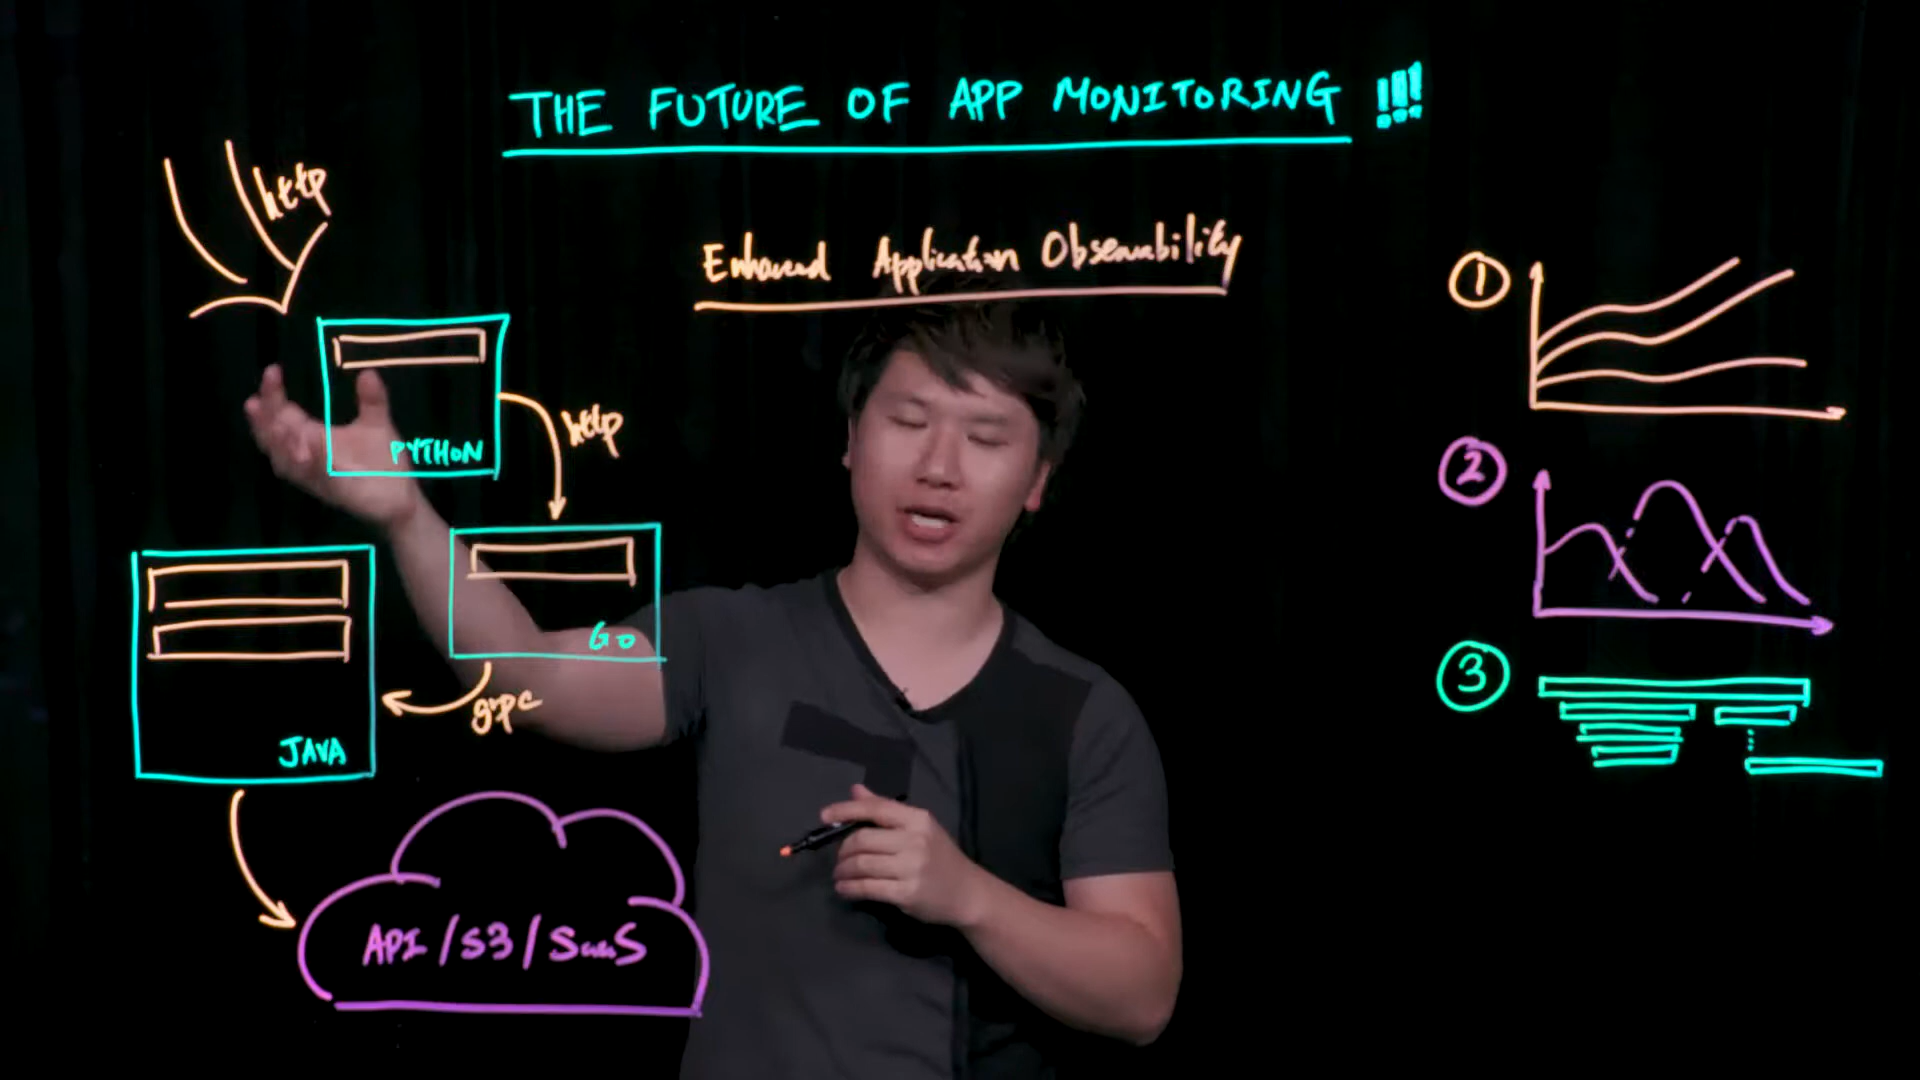 THE FUTURE OF APP MONITORING !!!
Enhanced Application Observability
http
PYTHON
http
GO
grpc
JAVA
API/S3/SaaS
1
2
3